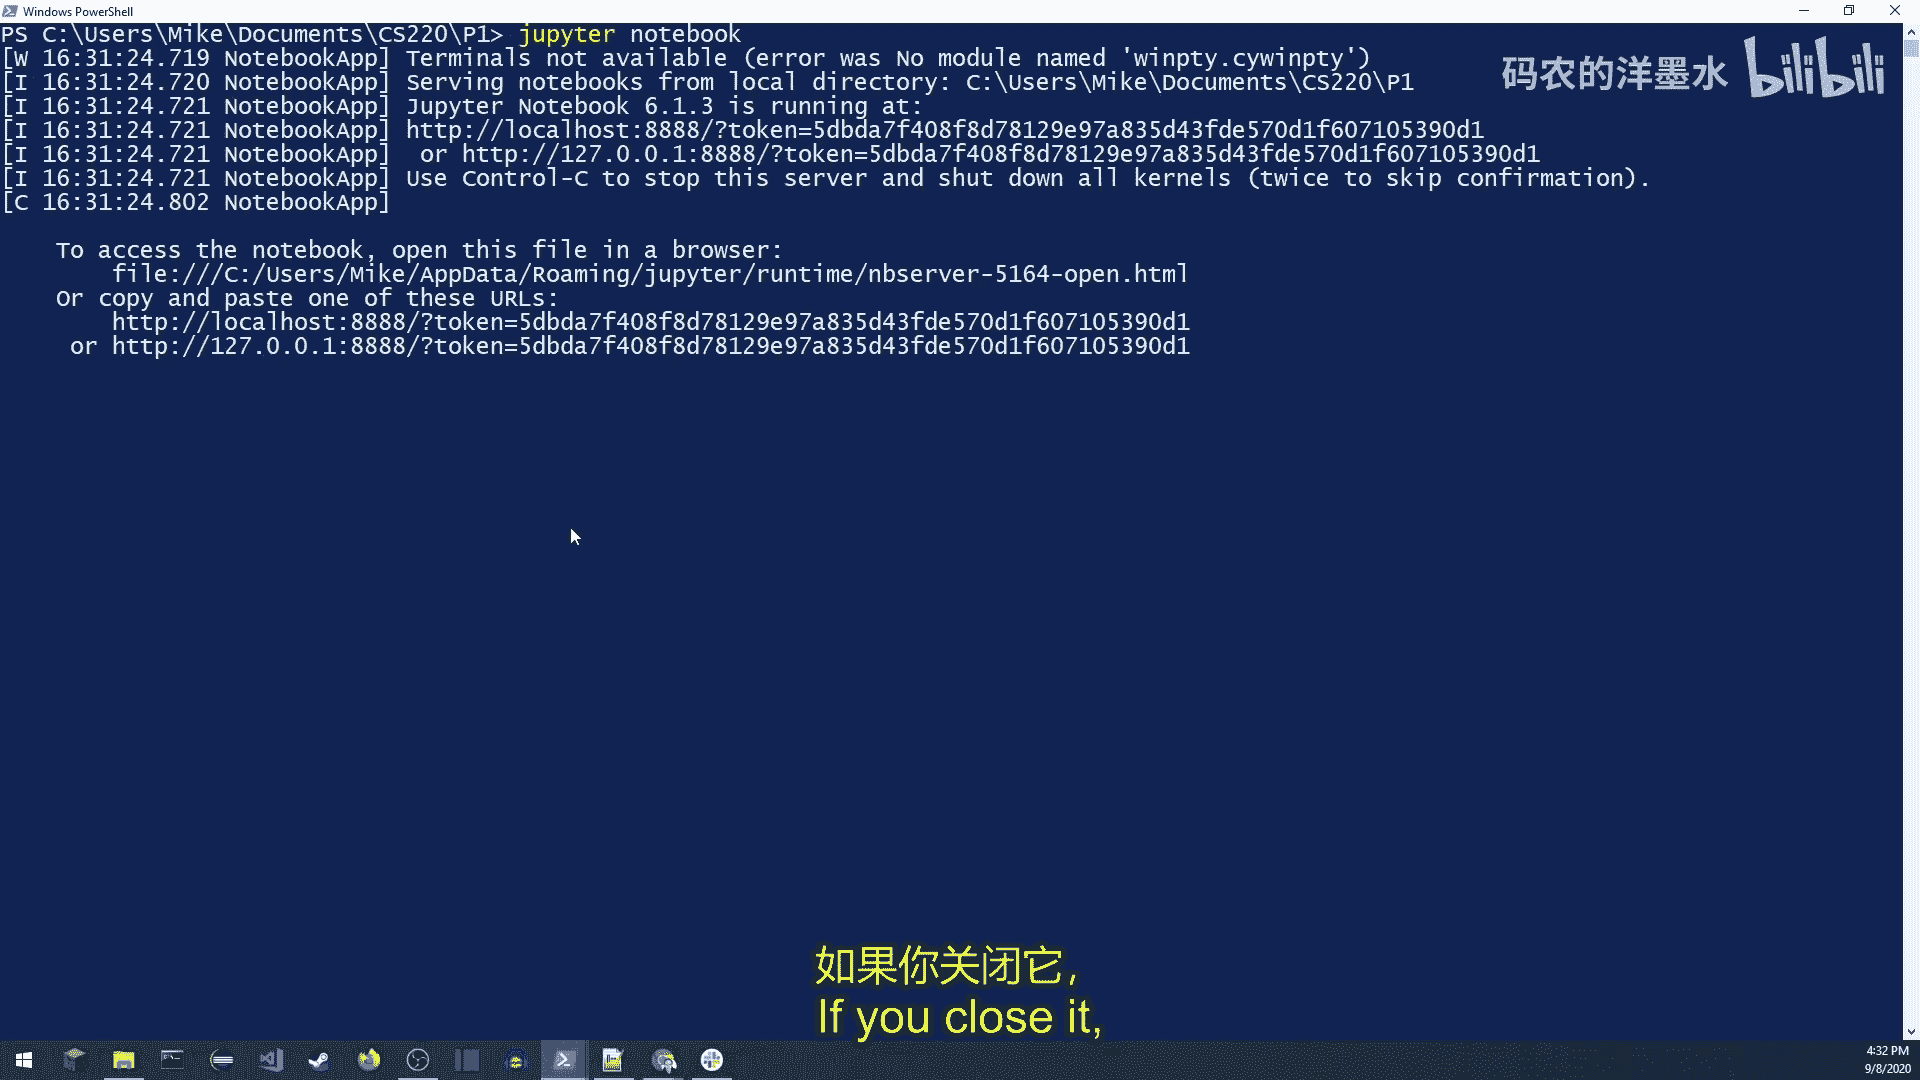 Windows PowerShell
PS C:\Users\Mike\Documents\CS220\P1> jupyter notebook
[W 16:31:24.719 NotebookApp] Terminals not available (error was No module named 'winpty.cywinpty')
[I 16:31:24.720 NotebookApp] Serving notebooks from local directory: C:\Users\Mike\Documents\CS220\P1
[I 16:31:24.721 NotebookApp] Jupyter Notebook 6.1.3 is running at:
[I 16:31:24.721 NotebookApp] http://localhost:8888/?token=5dbda7f408f8d78129e97a835d43fde570d1f607105390d1
[I 16:31:24.721 NotebookApp]  or http://127.0.0.1:8888/?token=5dbda7f408f8d78129e97a835d43fde570d1f607105390d1
[I 16:31:24.721 NotebookApp] Use Control-C to stop this server and shut down all kernels (twice to skip confirmation).
[C 16:31:24.802 NotebookApp]
码农的洋墨水 bilibili
To access the notebook, open this file in a browser:
file:///C:/Users/Mike/AppData/Roaming/jupyter/runtime/nbserver-5164-open.html
Or copy and paste one of these URLs:
http://localhost:8888/?token=5dbda7f408f8d78129e97a835d43fde570d1f607105390d1
or http://127.0.0.1:8888/?token=5dbda7f408f8d78129e97a835d43fde570d1f607105390d1
如果你关闭它，
If you close it,
4:32 PM
9/8/2020